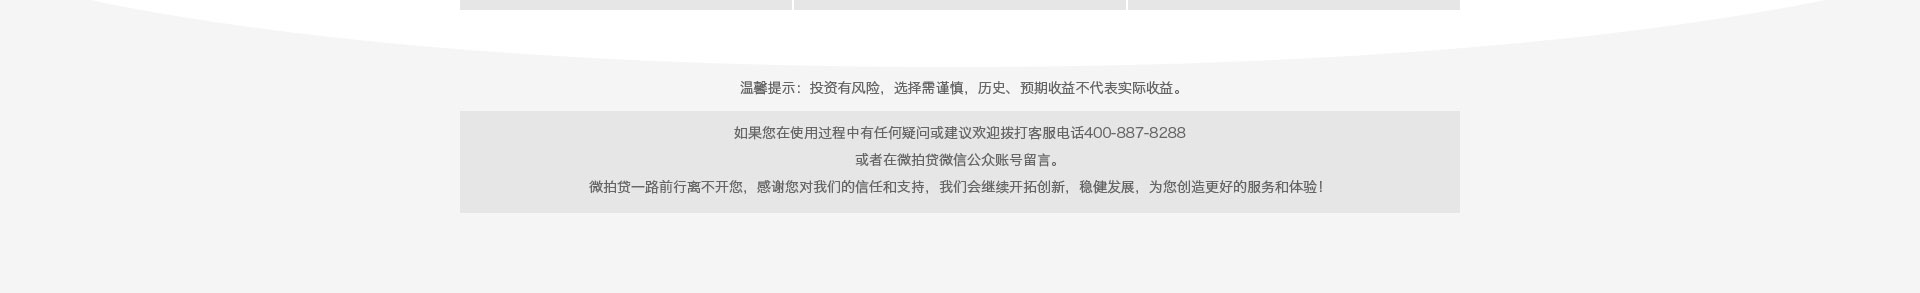 温馨提示：投资有风险，选择需谨慎，历史、预期收益不代表实际收益。
如果您在使用过程中有任何疑问或建议欢迎拨打客服电话400-887-8288
或者在微拍贷微信公众账号留言。
微拍贷一路前行离不开您，感谢您对我们的信任和支持，我们会继续开拓创新，稳健发展，为您创造更好的服务和体验！